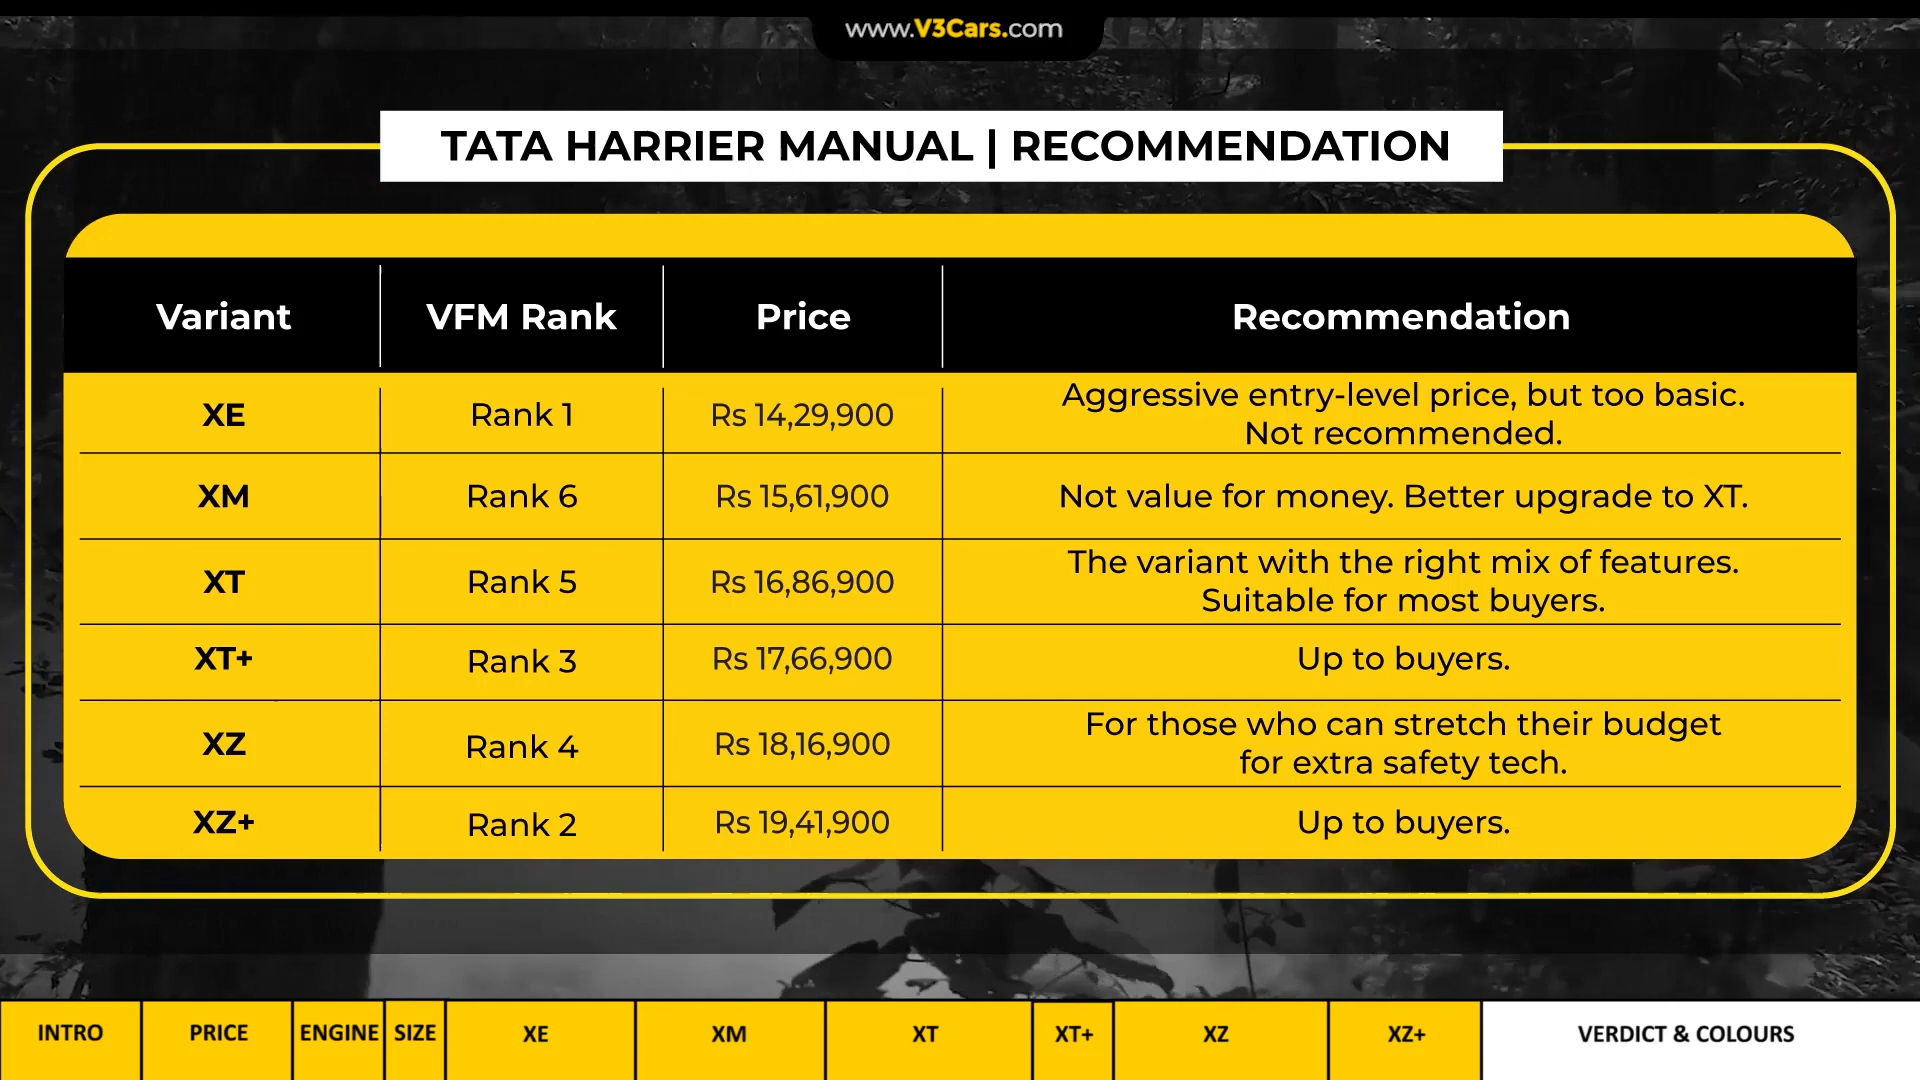 www.V3Cars.com
TATA HARRIER MANUAL | RECOMMENDATION
Variant VFM Rank Price Recommendation
XE Rank 1 Rs 14,29,900 Aggressive entry-level price, but too basic.
Not recommended.
XM Rank 6 Rs 15,61,900 Not value for money. Better upgrade to XT.
XT Rank 5 Rs 16,86,900 The variant with the right mix of features.
Suitable for most buyers.
XT+ Rank 3 Rs 17,66,900 Up to buyers.
XZ Rank 4 Rs 18,16,900 For those who can stretch their budget
for extra safety tech.
XZ+ Rank 2 Rs 19,41,900 Up to buyers.
INTRO PRICE ENGINE SIZE XE XM XT XT+ XZ XZ+ VERDICT & COLOURS